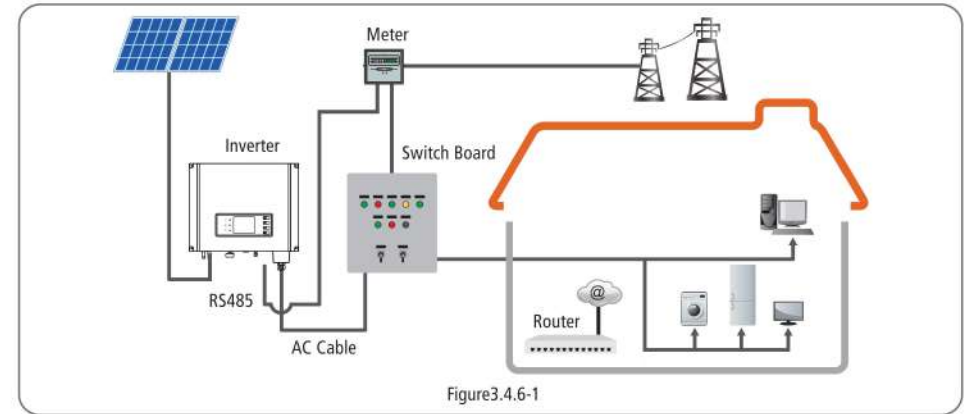 Meter
Inverter
Switch Board
RS485
AC Cable
Router
@
Figure3.4.6-1